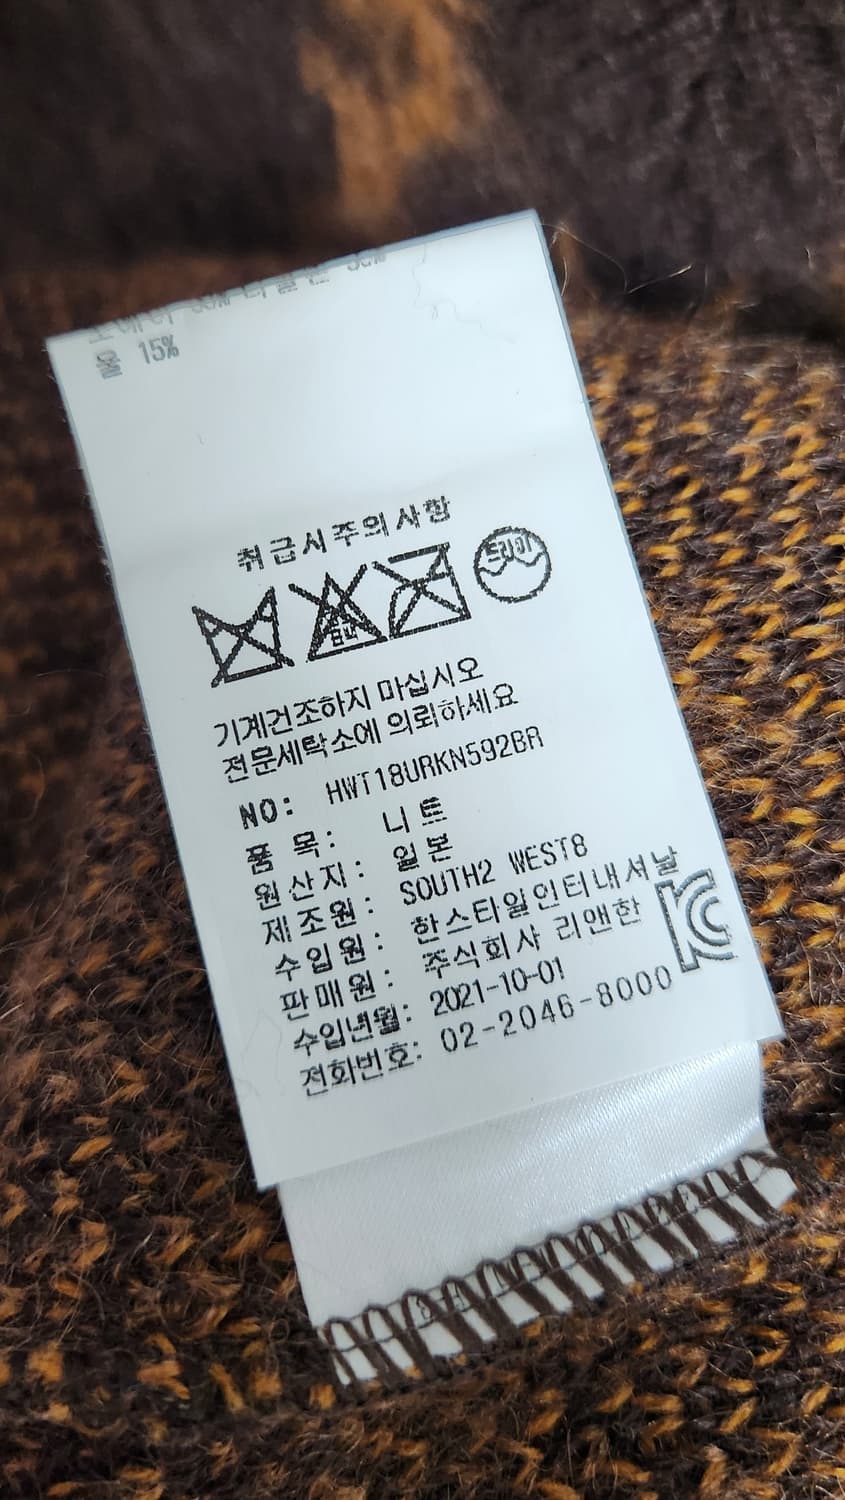 울 15%
취급시주의사항
드라이
기계건조하지 마십시오
전문세탁소에 의뢰하세요
NO: HWT18URKN592BR
품 목: 니트
원산지: 일본
제조원: SOUTH2 WEST8
수입원: 한스타일인터내셔날
판매원: 주식회사 리앤한
수입년월: 2021-10-01
전화번호: 02-2046-8000